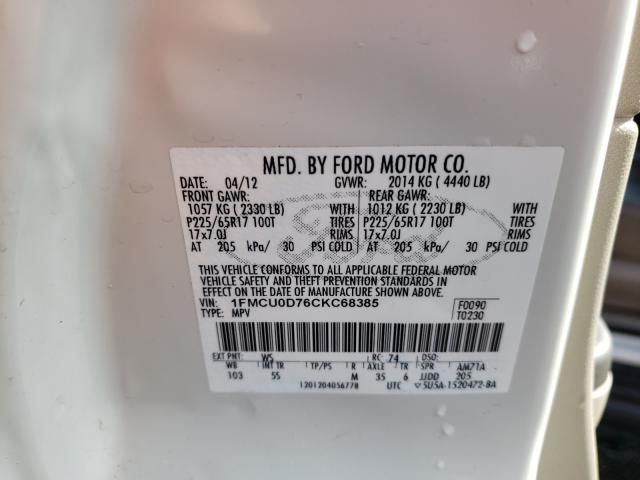 MFD. BY FORD MOTOR CO.
DATE: 04/12 GVWR: 2014 KG ( 4440 LB)
FRONT GAWR: REAR GAWR:
1057 KG ( 2330 LB) WITH 1012 KG ( 2230 LB) WITH
P225/65R17 100T TIRES P225/65R17 100T TIRES
17x7.0J RIMS 17x7.0J RIMS
AT 205 kPa/ 30 PSI COLD AT 205 kPa/ 30 PSI COLD
THIS VEHICLE CONFORMS TO ALL APPLICABLE FEDERAL MOTOR
VEHICLE SAFETY AND THEFT PREVENTION STANDARDS IN
EFFECT ON THE DATE OF MANUFACTURE SHOWN ABOVE.
VIN: 1FMCU0D76CKC68385 F0090
TYPE: MPV T0230
EXT PNT: WS RC: 74 DSO:
WB INT TR TP/PS R AXLE TR SPR AM71A
103 55 M 35 6 JJDD 205
1201204056778 UTC 5U5A-1520472-BA